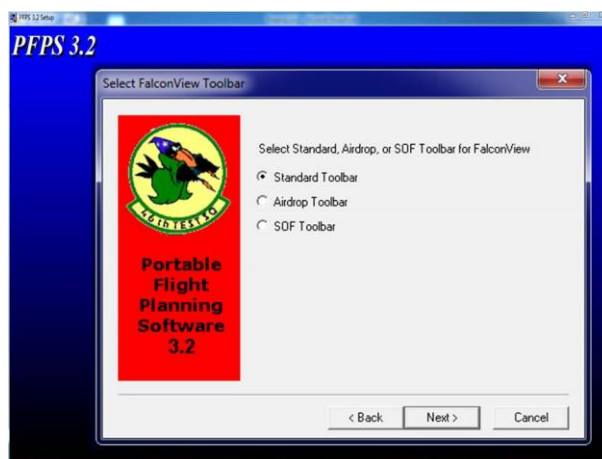 PFPS 3.2 Setup
PFPS 3.2
Select FalconView Toolbar
Select Standard, Airdrop, or SOF Toolbar for FalconView
Standard Toolbar
Airdrop Toolbar
SOF Toolbar
46th TEST SQ
Portable
Flight
Planning
Software
3.2
< Back
Next >
Cancel